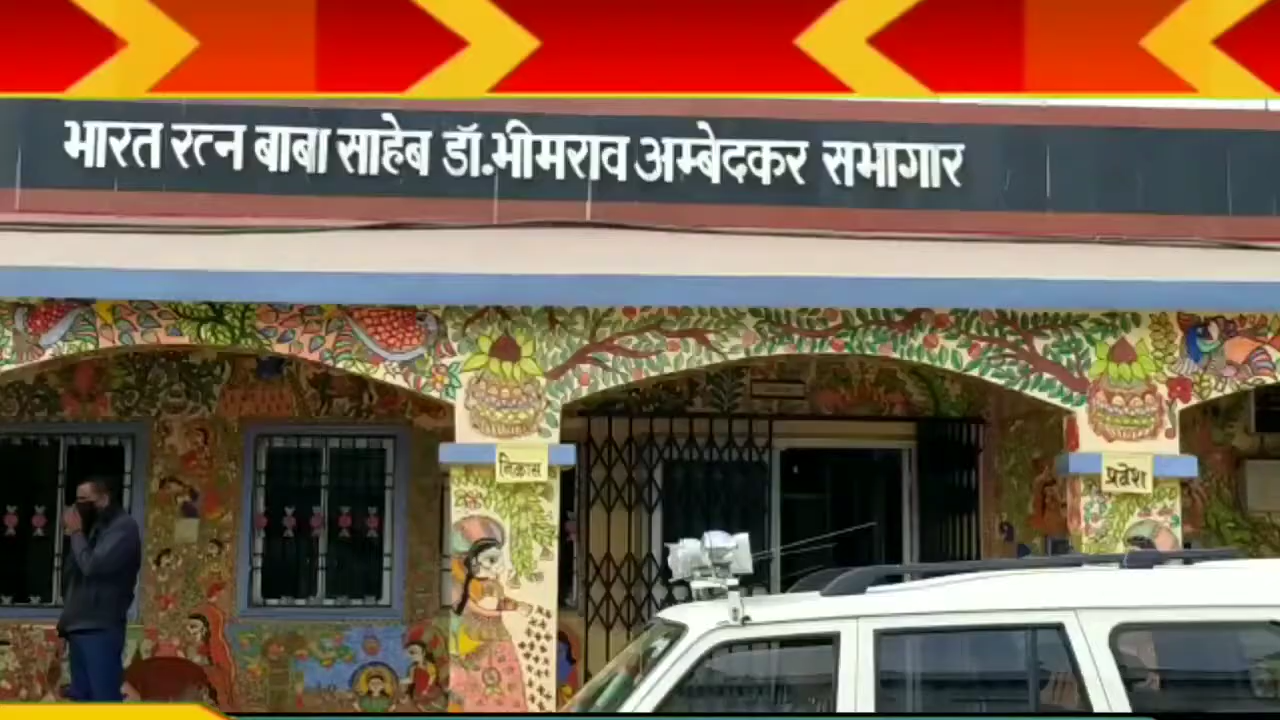 भारत रत्न बाबा साहेब डॉ.भीमराव अम्बेदकर सभागार
निकास
प्रवेश